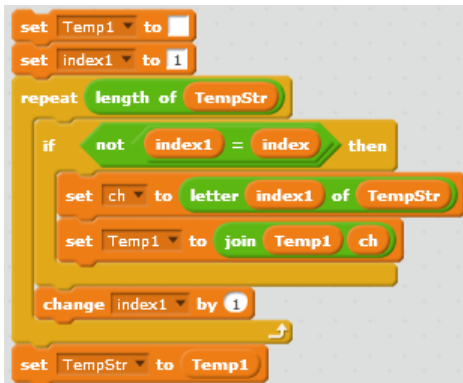 set Temp1 to
set index1 to 1
repeat length of TempStr
if not index1 = index then
set ch to letter index1 of TempStr
set Temp1 to join Temp1 ch
change index1 by 1
set TempStr to Temp1